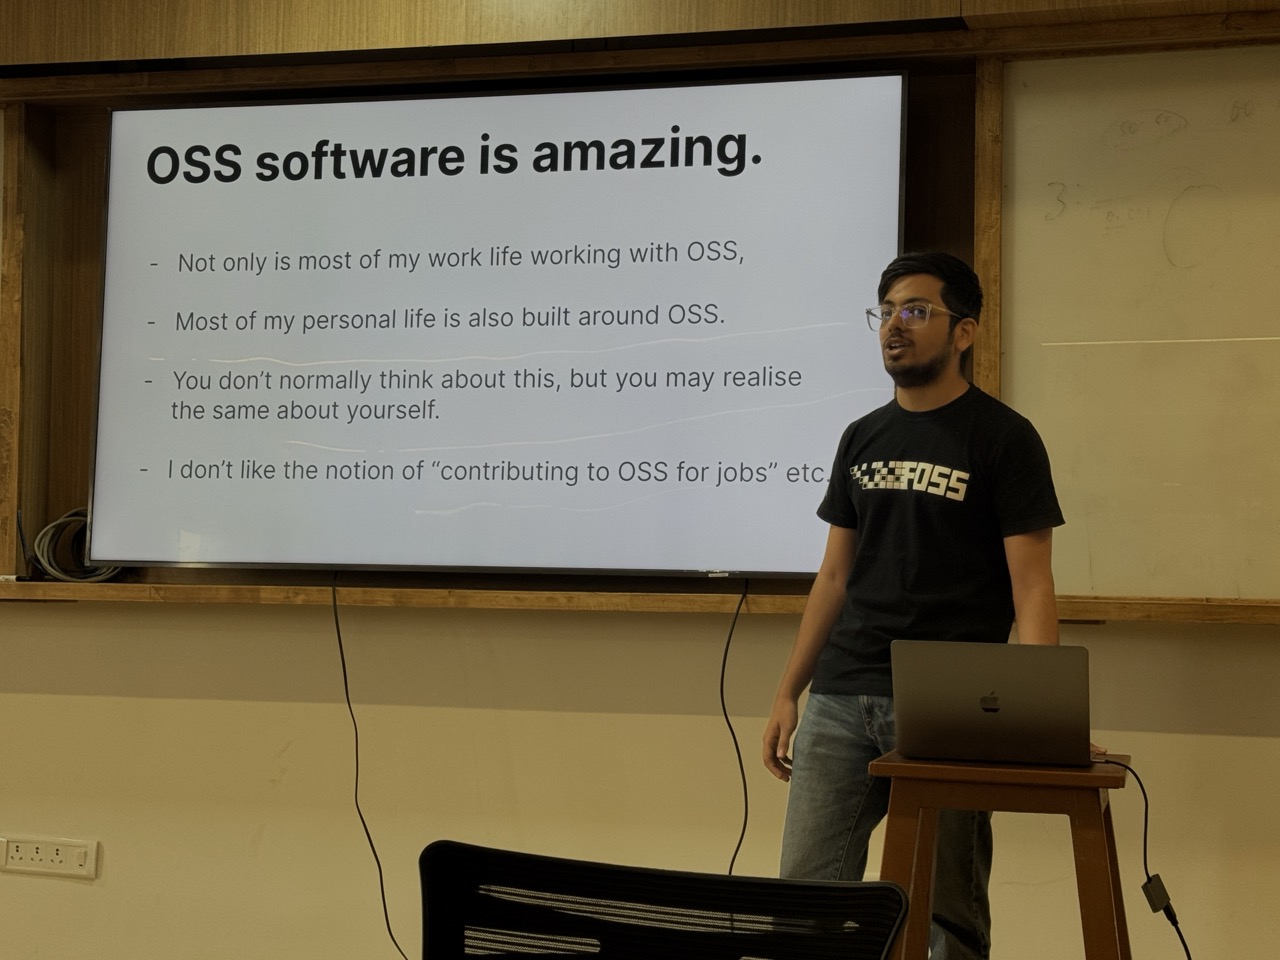 OSS software is amazing.
- Not only is most of my work life working with OSS,
- Most of my personal life is also built around OSS.
- You don't normally think about this, but you may realise
the same about yourself.
- I don't like the notion of “contributing to OSS for jobs” etc.
FOSS